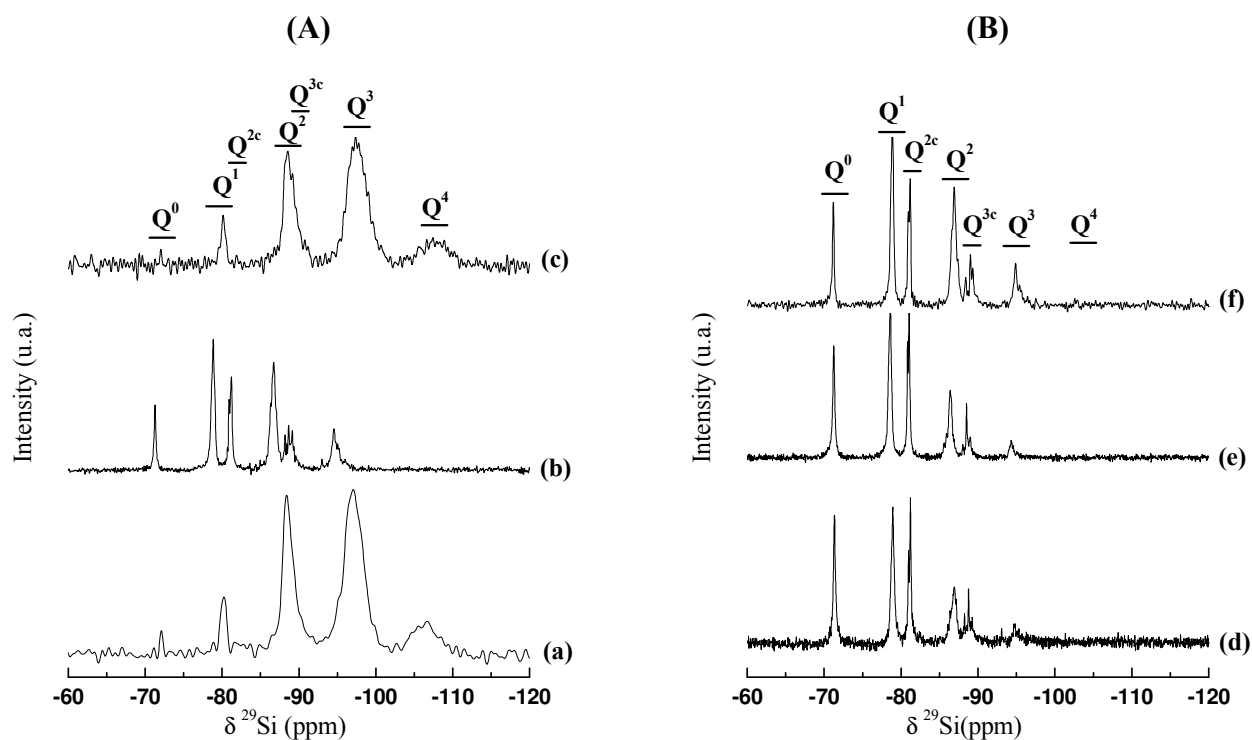 (A)
Q³ᶜ
Q³
Q²ᶜ
Q²
Q¹
Q⁰
Q⁴
(c)
(b)
(a)
Intensity (u.a.)
-60 -70 -80 -90 -100 -110 -120
δ ²⁹Si (ppm)
(B)
Q¹
Q²ᶜ
Q²
Q⁰
Q³ᶜ
Q³
Q⁴
(f)
(e)
(d)
Intensity (u.a.)
-60 -70 -80 -90 -100 -110 -120
δ ²⁹Si(ppm)